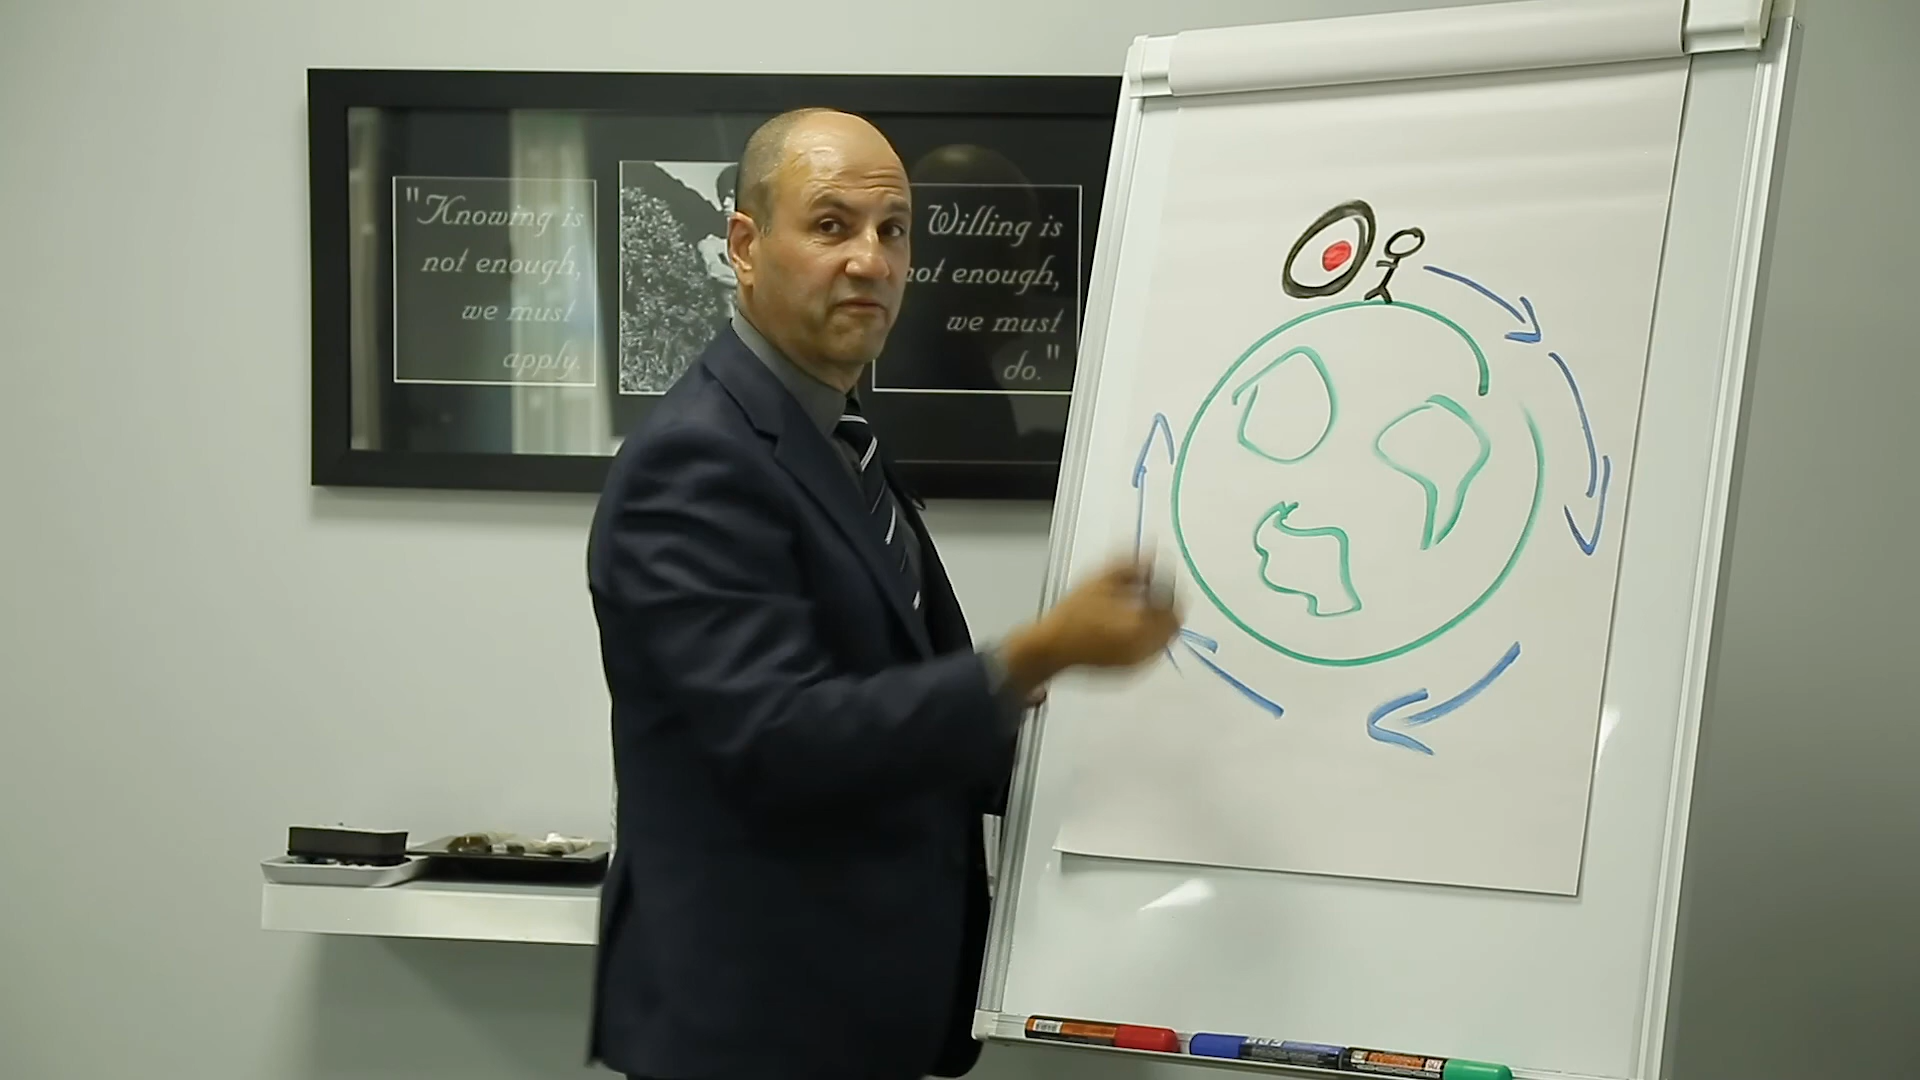 "Knowing is
not enough,
we must
apply.
Willing is
not enough,
we must
do."